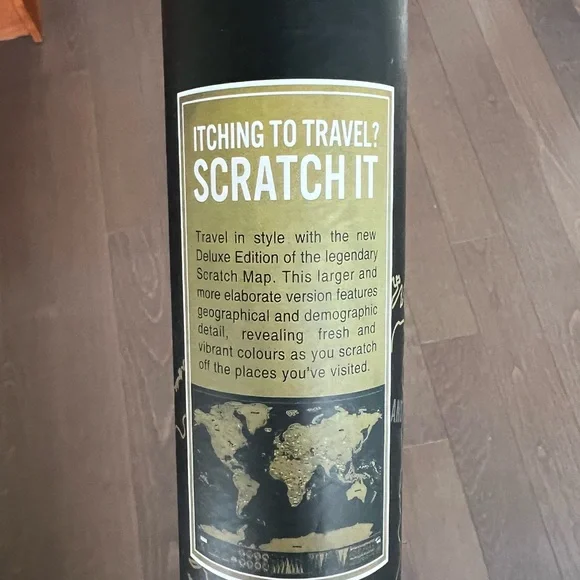 ITCHING TO TRAVEL?
SCRATCH IT
Travel in style with the new
Deluxe Edition of the legendary
Scratch Map. This larger and
more elaborate version features
geographical and demographic
detail, revealing fresh and
vibrant colours as you scratch
off the places you've visited.